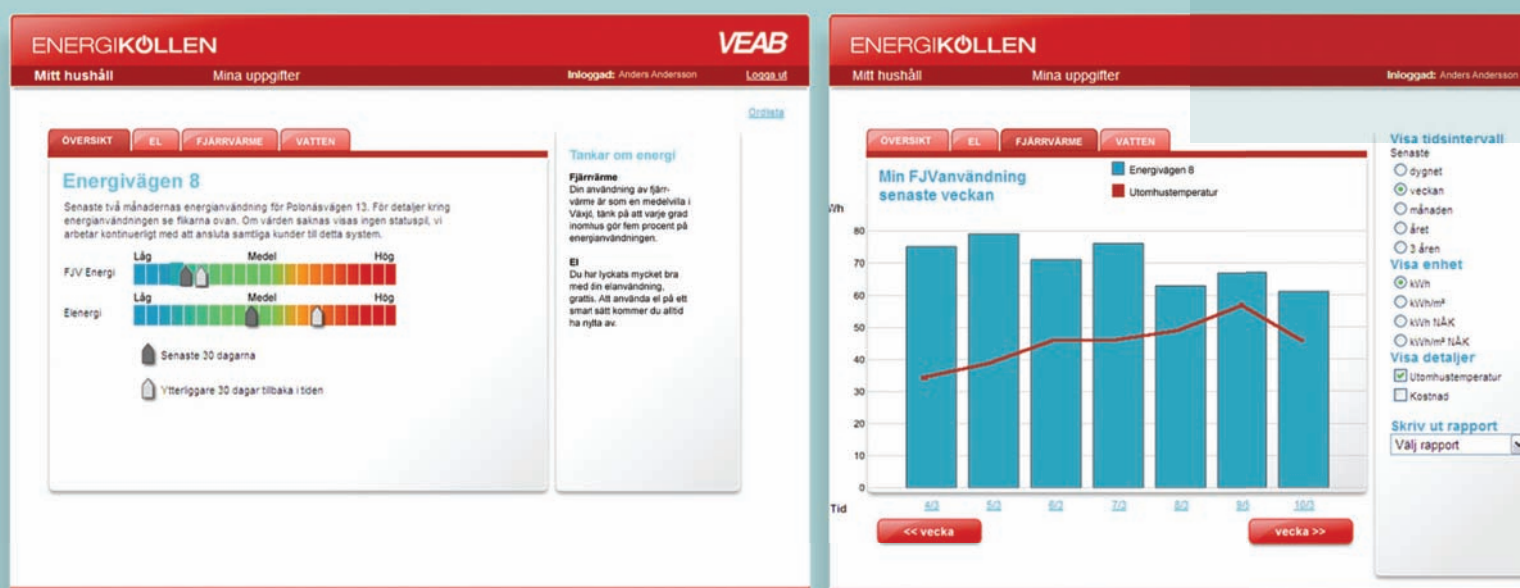 ENERGIKOLLEN
VEAB
Mitt hushåll
Mina uppgifter
Inloggad: Anders Andersson
Logga ut
Ordlista
ÖVERSIKT
EL
FJÄRRVÄRME
VATTEN
Energivägen 8
Senaste två månadernas energianvändning för Polonäsvägen 13. För detaljer kring
energianvändningen se flikarna ovan. Om värden saknas visas ingen statuspil, vi
arbetar kontinuerligt med att ansluta samtliga kunder till detta system.
Låg Medel Hög
FJV Energi
Låg Medel Hög
Elenergi
Senaste 30 dagarna
Ytterliggare 30 dagar tillbaka i tiden
Tankar om energi
Fjärrärme
Din användning av fjärr-
värme är som en medelvilla i
Växjö, tänk på att varje grad
inomhus gör fem procent på
energianvändningen.
El
Du har lyckats mycket bra
med din elanvändning,
grattis. Att använda el på ett
smart sätt kommer du alltid
ha nytta av.
ENERGIKOLLEN
Mitt hushåll
Mina uppgifter
Inloggad: Anders Andersson
ÖVERSIKT
EL
FJÄRRVÄRME
VATTEN
Min FJVanvändning
senaste veckan
Energivägen 8
Utomhustemperatur
Wh
80
70
60
50
40
30
20
10
0
Tid
4/3 5/3 6/3 7/3 8/3 9/3 10/3
<< vecka
vecka >>
Visa tidsintervall
Senaste
dygnet
veckan
månaden
året
3 åren
Visa enhet
kWh
kWh/m²
kWh NÅK
kWh/m² NÅK
Visa detaljer
Utomhustemperatur
Kostnad
Skriv ut rapport
Välj rapport